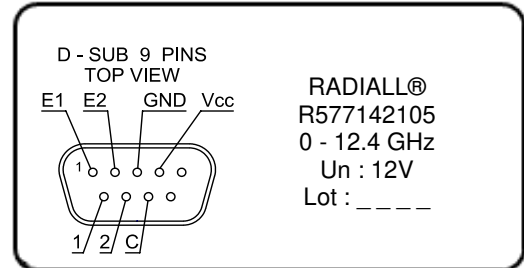 D - SUB 9 PINS
TOP VIEW
E1 E2 GND Vcc
1
1 2 C
RADIALL®
R577142105
0 - 12.4 GHz
Un : 12V
Lot : _ _ _ _